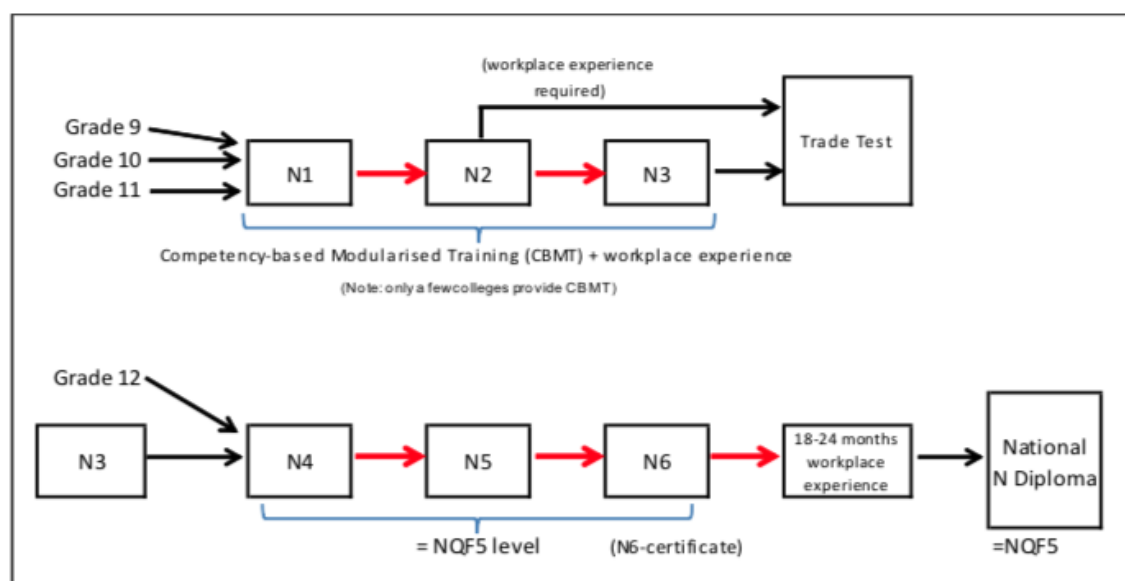 (workplace experience
required)
Grade 9
Grade 10
Grade 11
N1
N2
N3
Trade Test
Competency-based Modularised Training (CBMT) + workplace experience
(Note: only a fewcolleges provide CBMT)
Grade 12
N3
N4
N5
N6
18-24 months
workplace
experience
National
N Diploma
= NQF5 level
(N6-certificate)
=NQF5